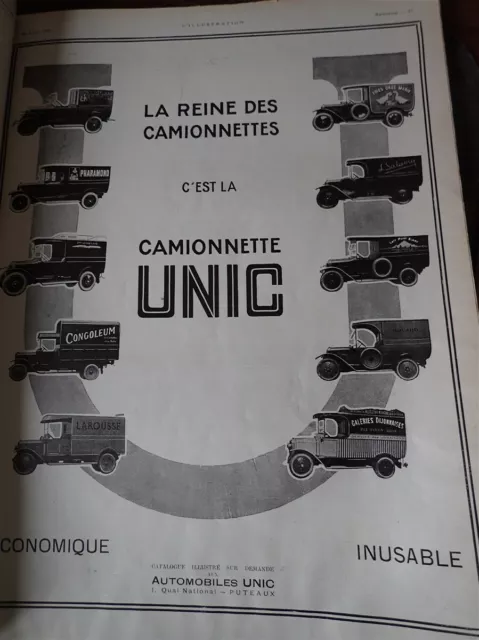 L'ILLUSTRATION
LA REINE DES
CAMIONNETTES
C'EST LA
CAMIONNETTE
UNIC
PHARAMOND
CONGOLEUM
LAROUSSE
GALERIES DIJONNAISES
CONOMIQUE
INUSABLE
CATALOGUE ILLUSTRÉ SUR DEMANDE
AUX
AUTOMOBILES UNIC
1, Quai National — PUTEAUX